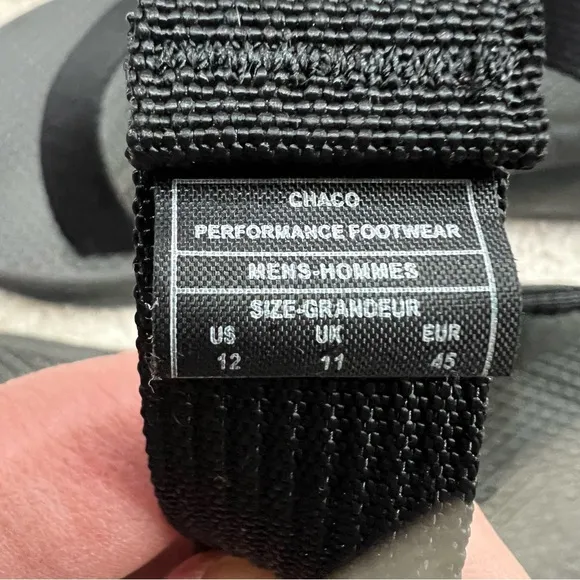 CHACO
PERFORMANCE FOOTWEAR
MENS-HOMMES
SIZE-GRANDEUR
US UK EUR
12 11 45